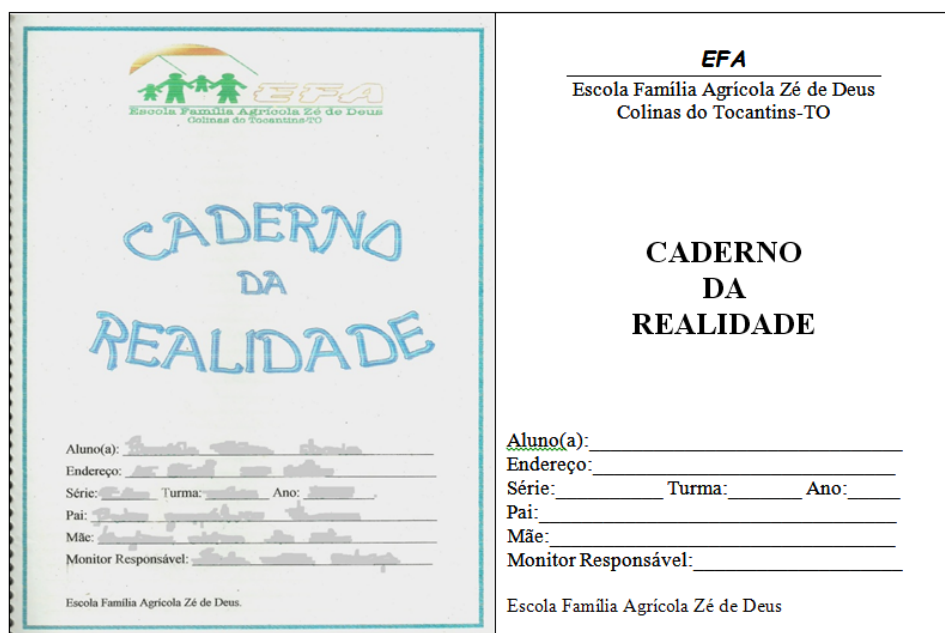 EFA
Escola Família Agrícola Zé de Deus
Colinas do Tocantins-TO
CADERNO
DA
REALIDADE
Aluno(a):
Endereço:
Série: Turma: Ano: .
Pai:
Mãe:
Monitor Responsável:
Escola Família Agrícola Zé de Deus.
EFA
Escola Família Agrícola Zé de Deus
Colinas do Tocantins-TO
CADERNO
DA
REALIDADE
Aluno(a):
Endereço:
Série: Turma: Ano:
Pai:
Mãe:
Monitor Responsável:
Escola Família Agrícola Zé de Deus